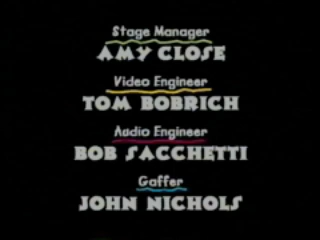 Stage Manager
AMY CLOSE
Video Engineer
TOM BOBRICH
Audio Engineer
BOB SACCHETTI
Gaffer
JOHN NICHOLS